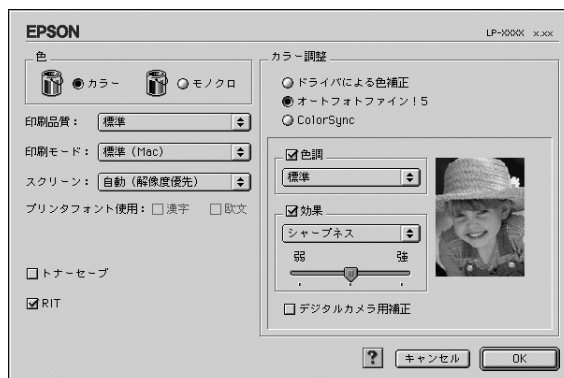 EPSON
LP-XXXX x.xx
色
カラー
モノクロ
印刷品質：
標準
印刷モード：
標準（Mac）
スクリーン：
自動（解像度優先）
プリンタフォント使用：
漢字
欧文
トナーセーブ
RIT
カラー調整
ドライバによる色補正
オートフォトファイン！5
ColorSync
色調
標準
効果
シャープネス
弱 強
デジタルカメラ用補正
?
キャンセル
OK